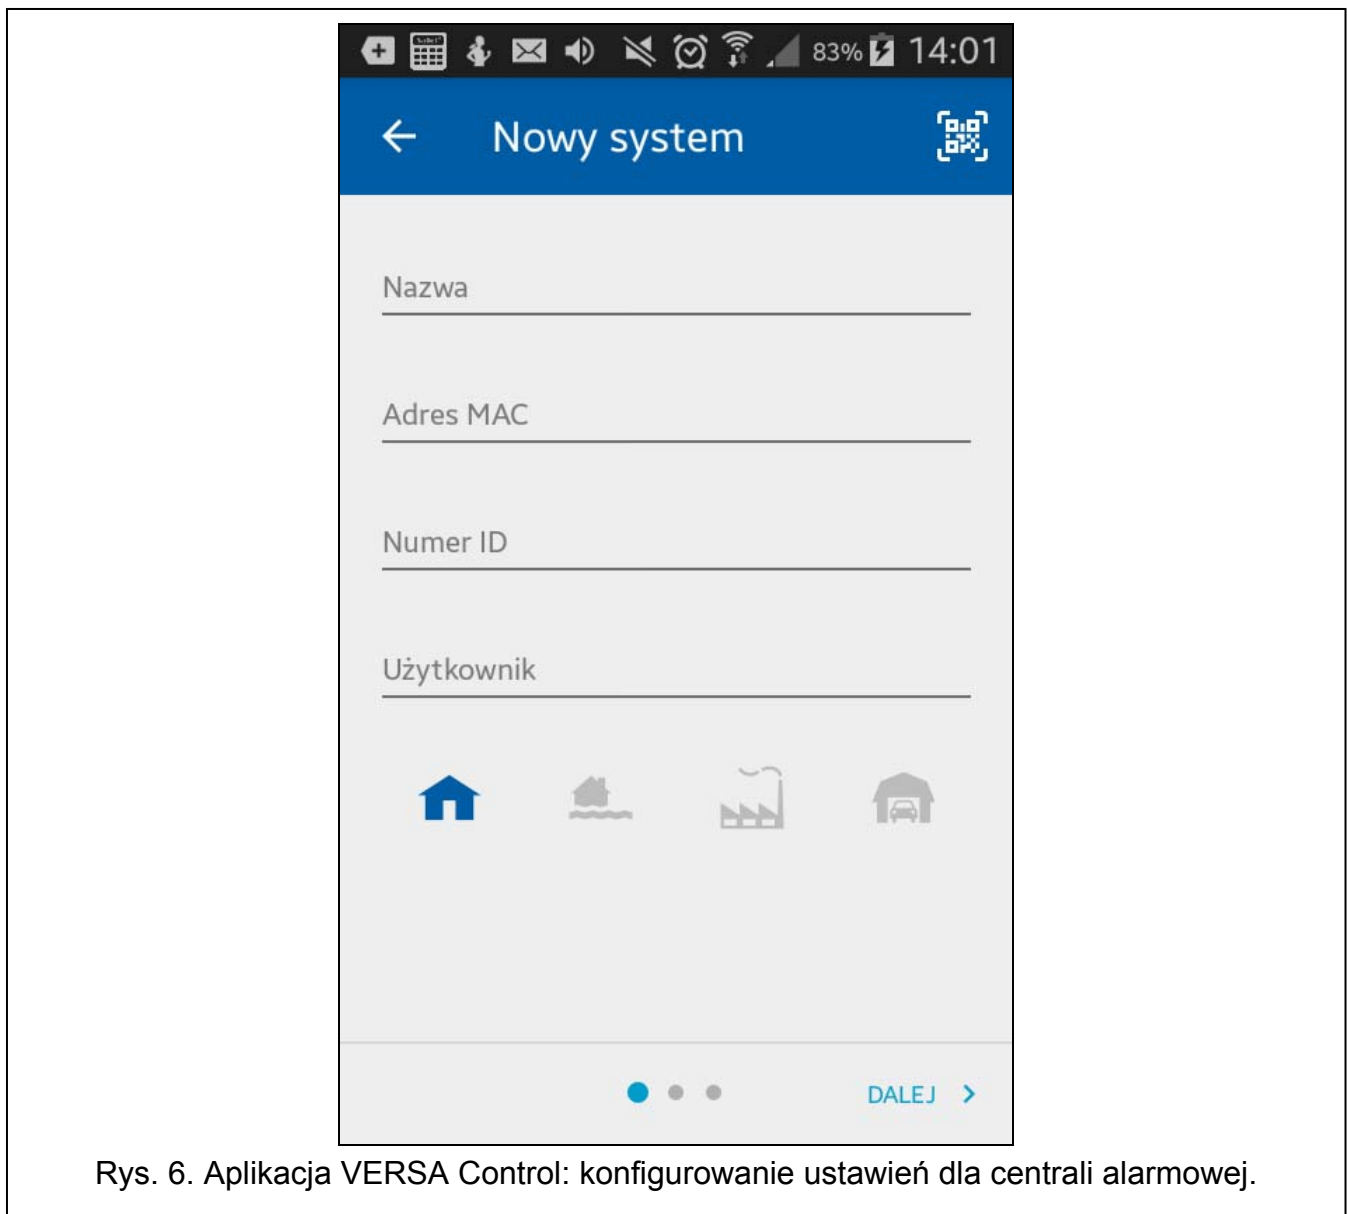 83% 14:01
Nowy system
Nazwa
Adres MAC
Numer ID
Użytkownik
DALEJ
Rys. 6. Aplikacja VERSA Control: konfigurowanie ustawień dla centrali alarmowej.